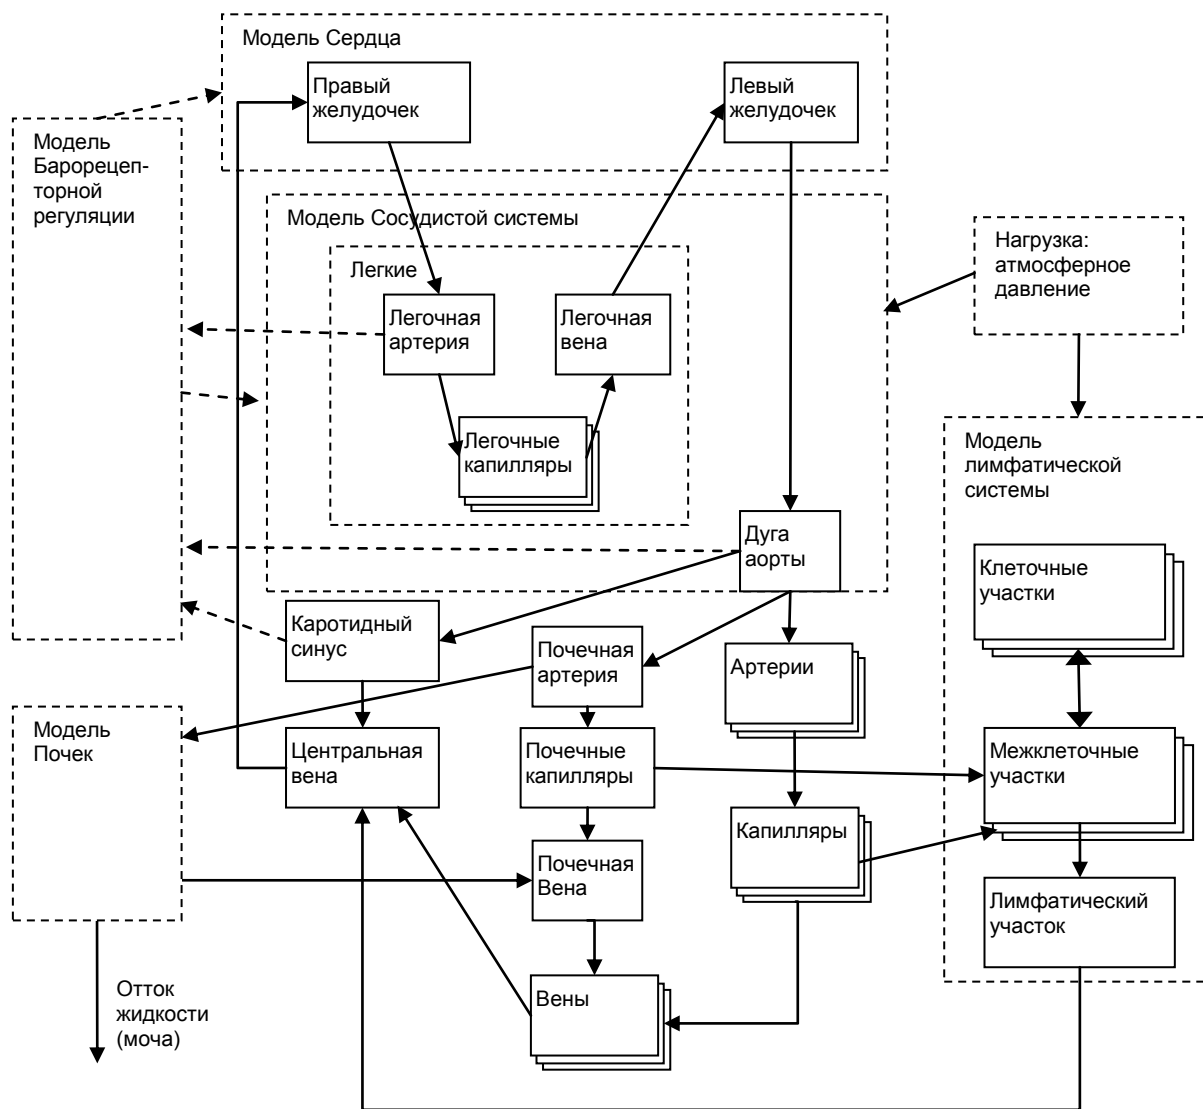 Модель Сердца
Правый
желудочек
Левый
желудочек
Модель
Барорецеп-
торной
регуляции
Модель Сосудистой системы
Нагрузка:
атмосферное
давление
Легкие
Легочная
артерия
Легочная
вена
Легочные
капилляры
Модель
лимфатической
системы
Дуга
аорты
Клеточные
участки
Каротидный
синус
Почечная
артерия
Артерии
Модель
Почек
Центральная
вена
Почечные
капилляры
Межклеточные
участки
Капилляры
Почечная
Вена
Лимфатический
участок
Отток
жидкости
(моча)
Вены